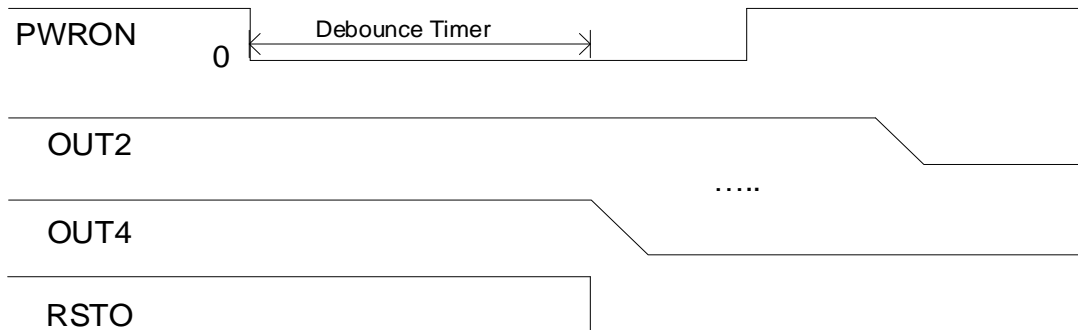 PWRON
Debounce Timer
0
OUT2
.....
OUT4
RSTO